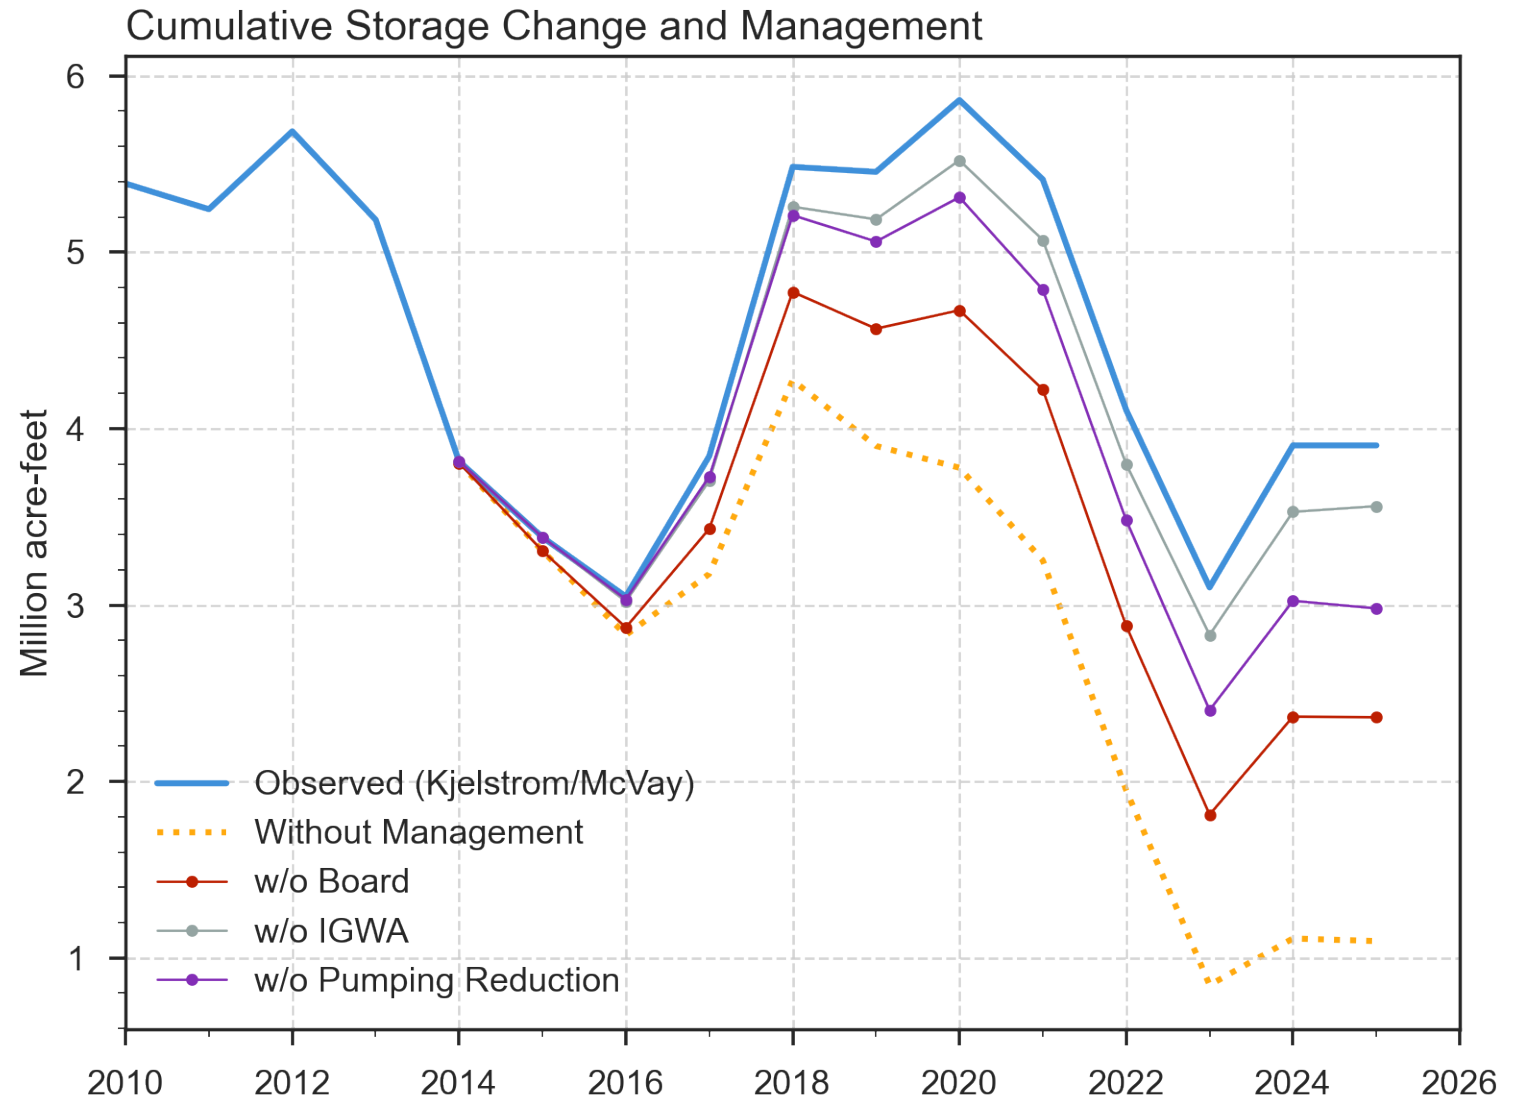 Cumulative Storage Change and Management
6
5
4
3
2
1
Million acre-feet
Observed (Kjelstrom/McVay)
Without Management
w/o Board
w/o IGWA
w/o Pumping Reduction
2010 2012 2014 2016 2018 2020 2022 2024 2026